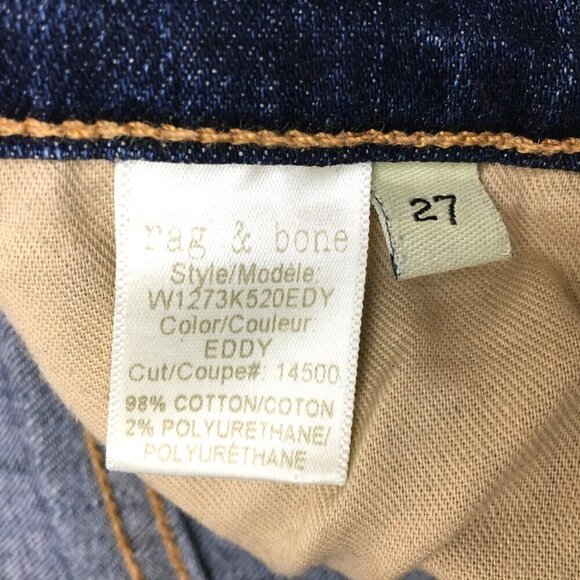 rag & bone
27
Style/Modèle
W1273K520EDY
Color/Couleur
EDDY
Cut/Coupe#: 14500
98% COTTON/COTON
2% POLYURETHANE/
POLYURÉTHANE